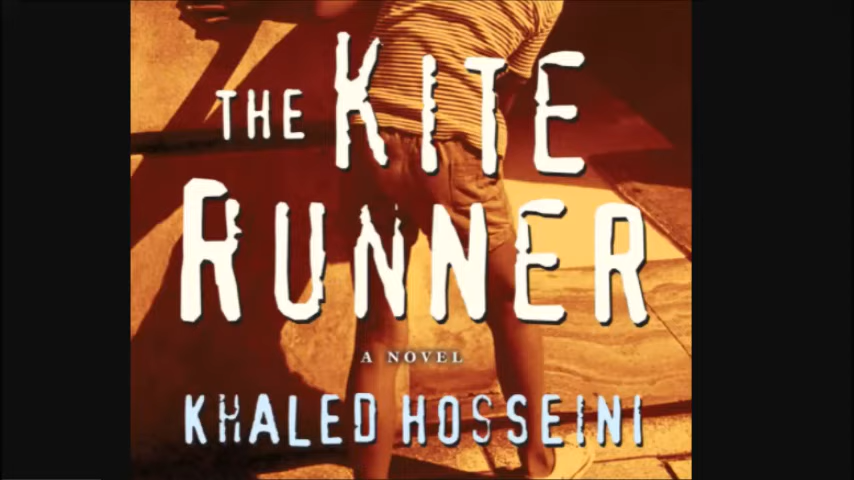 THE KITE
RUNNER
A NOVEL
KHALED HOSSEINI